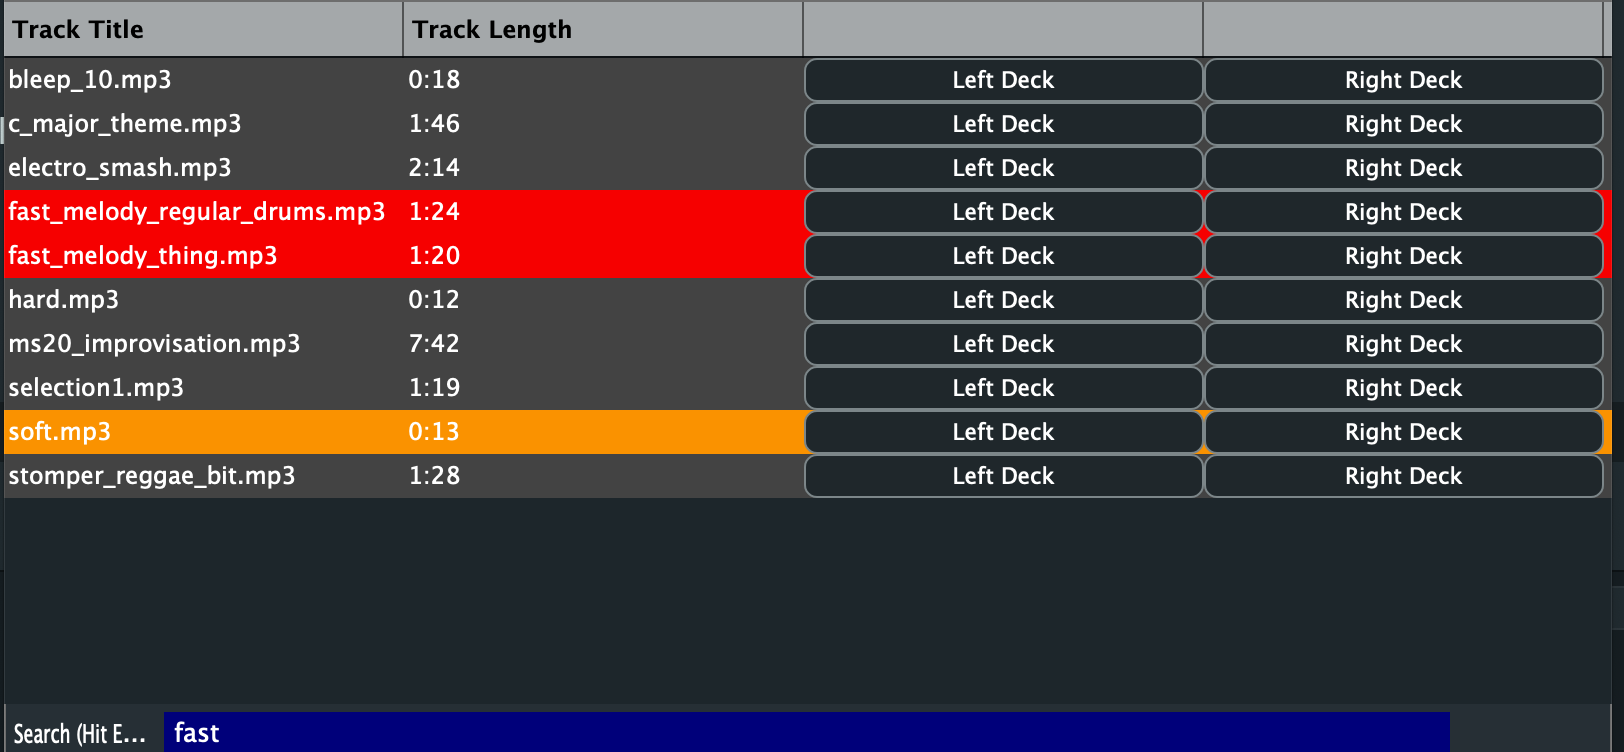 Track Title Track Length
bleep_10.mp3 0:18 Left Deck Right Deck
c_major_theme.mp3 1:46 Left Deck Right Deck
electro_smash.mp3 2:14 Left Deck Right Deck
fast_melody_regular_drums.mp3 1:24 Left Deck Right Deck
fast_melody_thing.mp3 1:20 Left Deck Right Deck
hard.mp3 0:12 Left Deck Right Deck
ms20_improvisation.mp3 7:42 Left Deck Right Deck
selection1.mp3 1:19 Left Deck Right Deck
soft.mp3 0:13 Left Deck Right Deck
stomper_reggae_bit.mp3 1:28 Left Deck Right Deck
Search (Hit E... fast